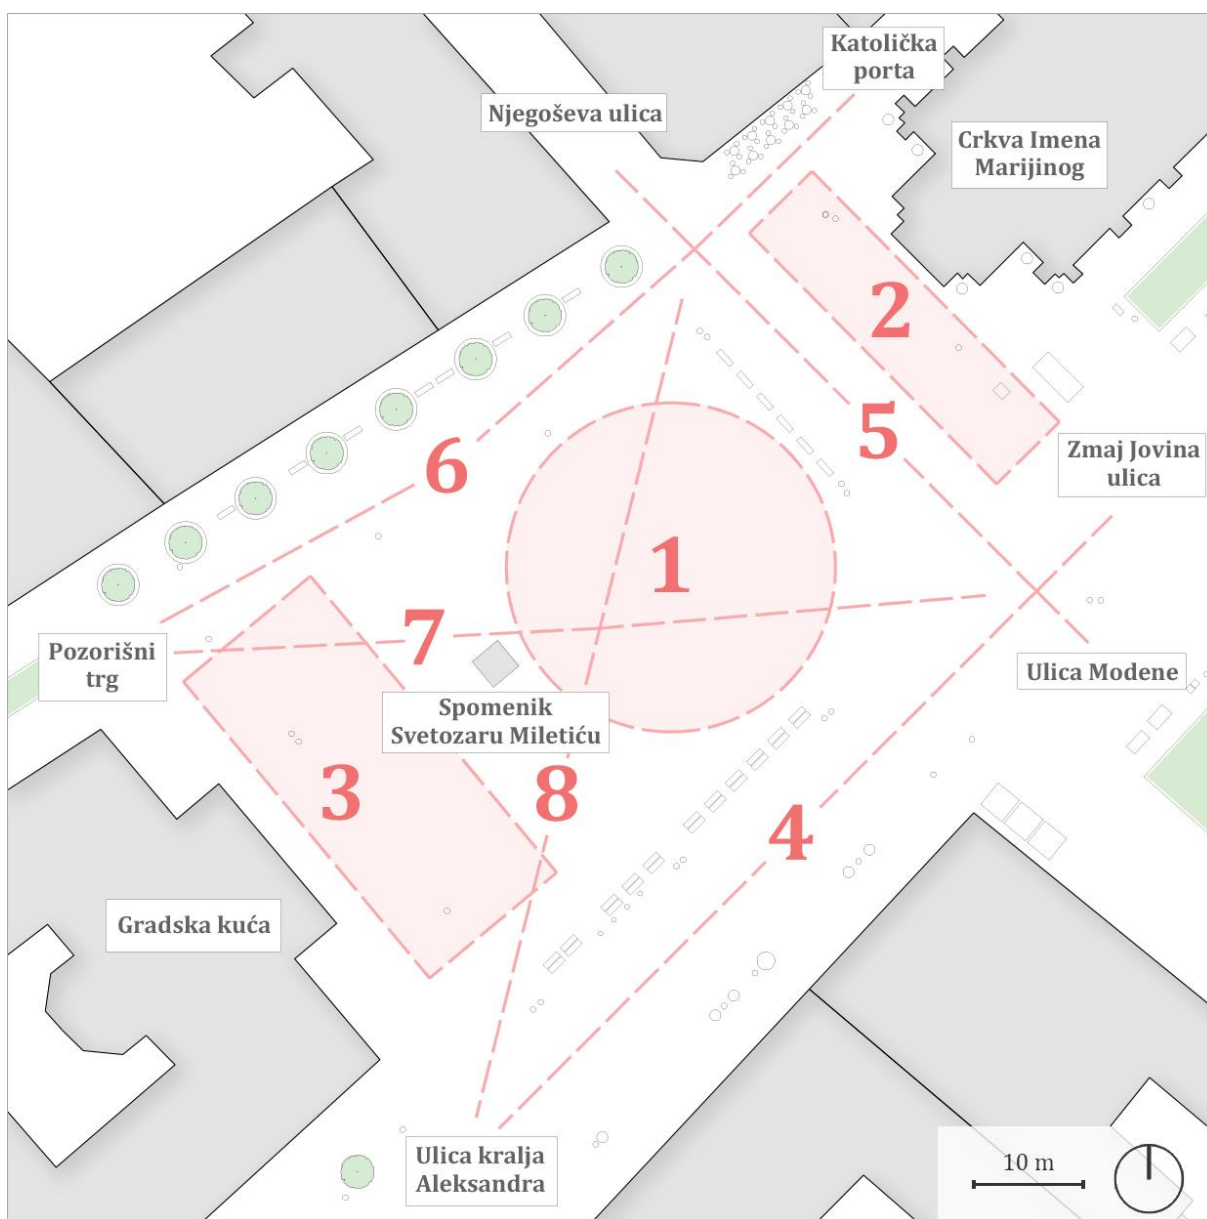 Katolička
porta
Njegoševa ulica
Crkva Imena
Marijinog
2
5
Zmaj Jovina
ulica
6
1
7
Pozorišni
trg
Ulica Modene
Spomenik
Svetozaru Miletiću
3
8
4
Gradska kuća
Ulica kralja
Aleksandra
10 m